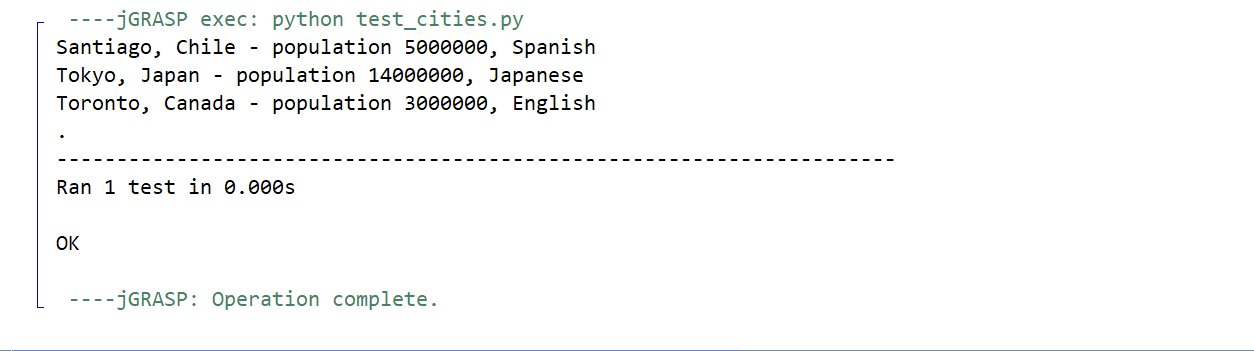 ----jGRASP exec: python test_cities.py
Santiago, Chile - population 5000000, Spanish
Tokyo, Japan - population 14000000, Japanese
Toronto, Canada - population 3000000, English
.
----------------------------------------------------------------------
Ran 1 test in 0.000s
OK
----jGRASP: Operation complete.